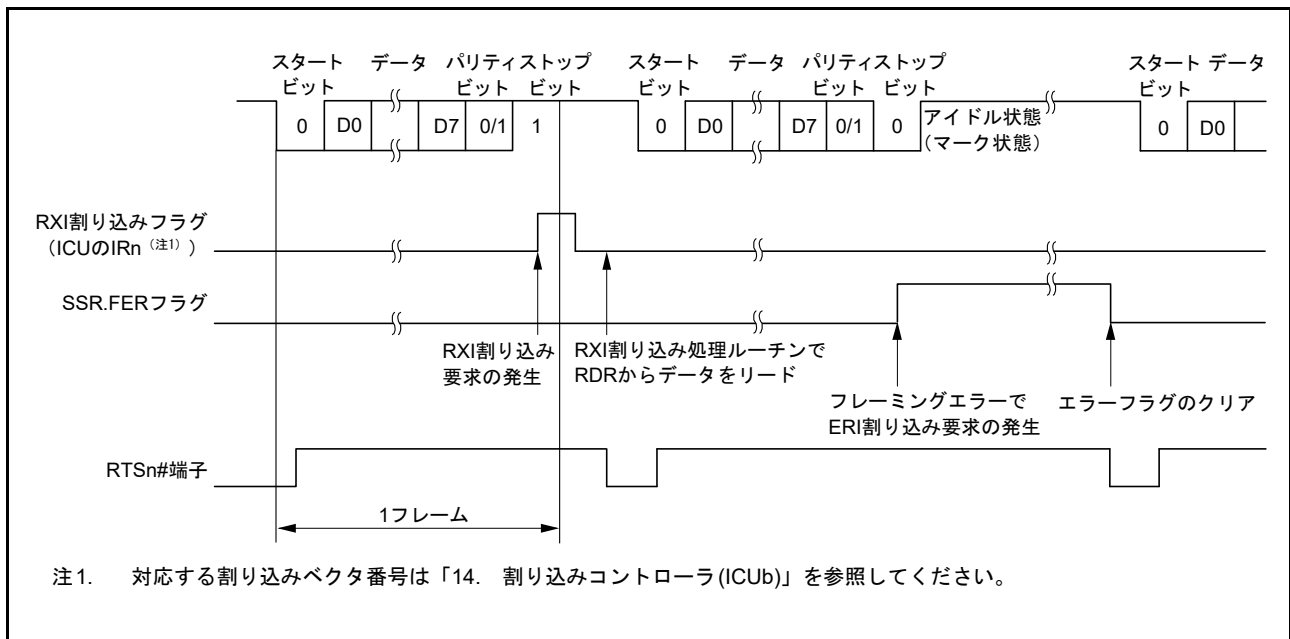 スタート データ パリティストップ スタート データ パリティストップ スタート データ
ビット ビット ビット ビット ビット ビット ビット
0 D0 D7 0/1 1 0 D0 D7 0/1 0 アイドル状態 0 D0
（マーク状態）
RXI割り込みフラグ
（ICUのIRn（注1））
SSR.FERフラグ
RXI割り込み
要求の発生
RXI割り込み処理ルーチンで
RDRからデータをリード
フレーミングエラーで
ERI割り込み要求の発生
エラーフラグのクリア
RTSn#端子
1フレーム
注1. 対応する割り込みベクタ番号は「14. 割り込みコントローラ(ICUb)」を参照してください。